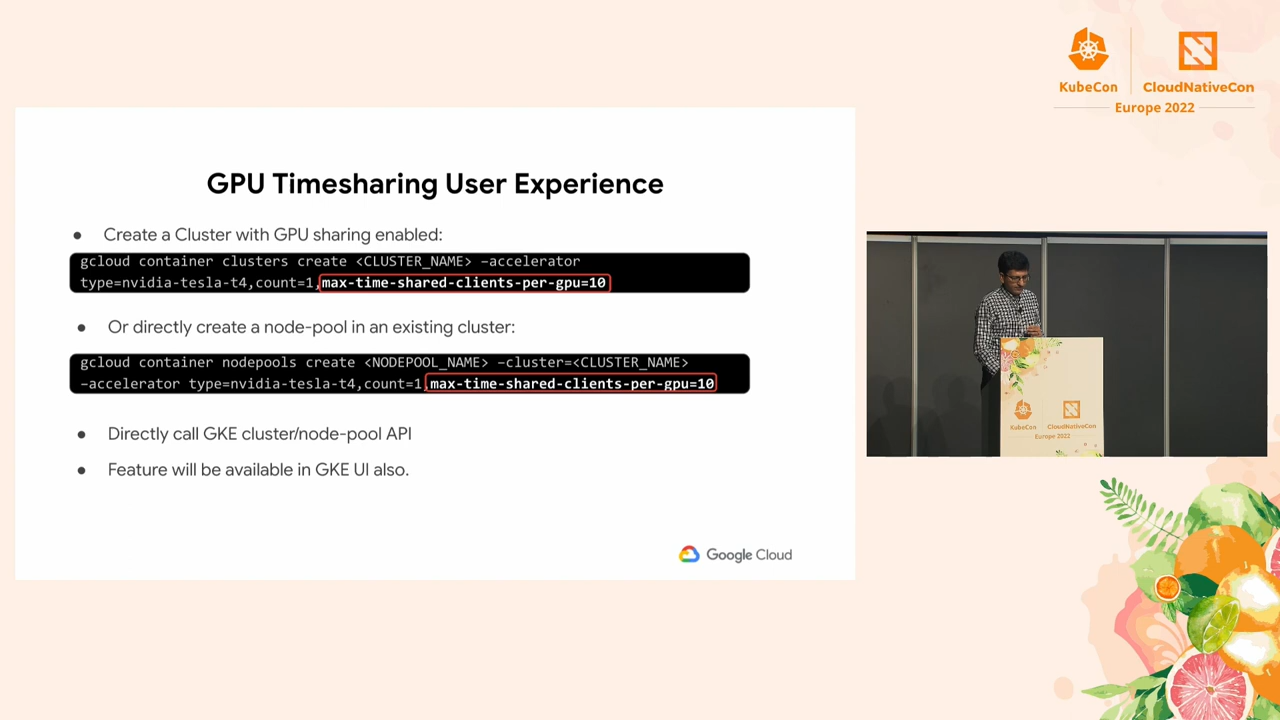 KubeCon
CloudNativeCon
Europe 2022
GPU Timesharing User Experience
● Create a Cluster with GPU sharing enabled:
gcloud container clusters create <CLUSTER_NAME> –accelerator
type=nvidia-tesla-t4,count=1,max-time-shared-clients-per-gpu=10
● Or directly create a node-pool in an existing cluster:
gcloud container nodepools create <NODEPOOL_NAME> –cluster=<CLUSTER_NAME>
–accelerator type=nvidia-tesla-t4,count=1,max-time-shared-clients-per-gpu=10
● Directly call GKE cluster/node-pool API
● Feature will be available in GKE UI also.
Google Cloud
KubeCon
CloudNativeCon
Europe 2022